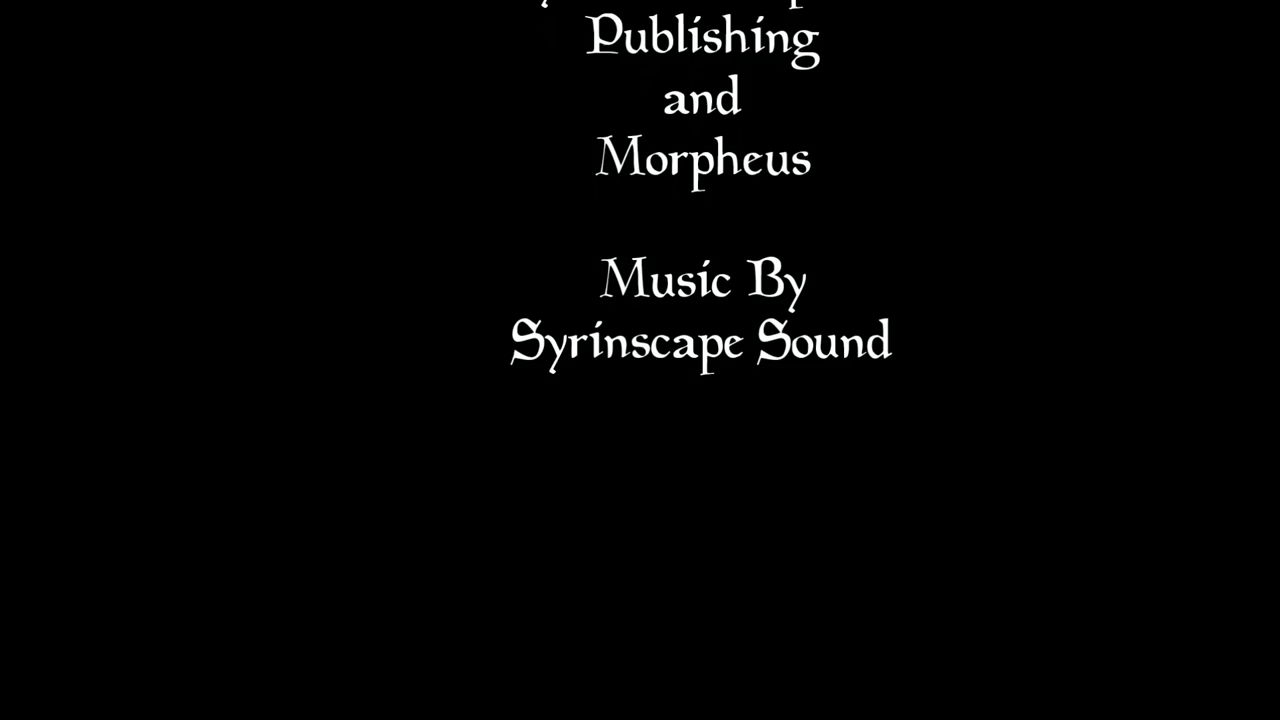 Publishing
and
Morpheus
Music By
Syrinscape Sound